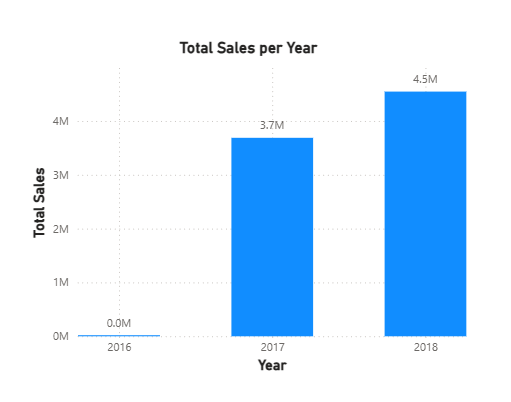 Total Sales per Year
4.5M
4M
3.7M
3M
Total Sales
2M
1M
0.0M
0M
2016 2017 2018
Year